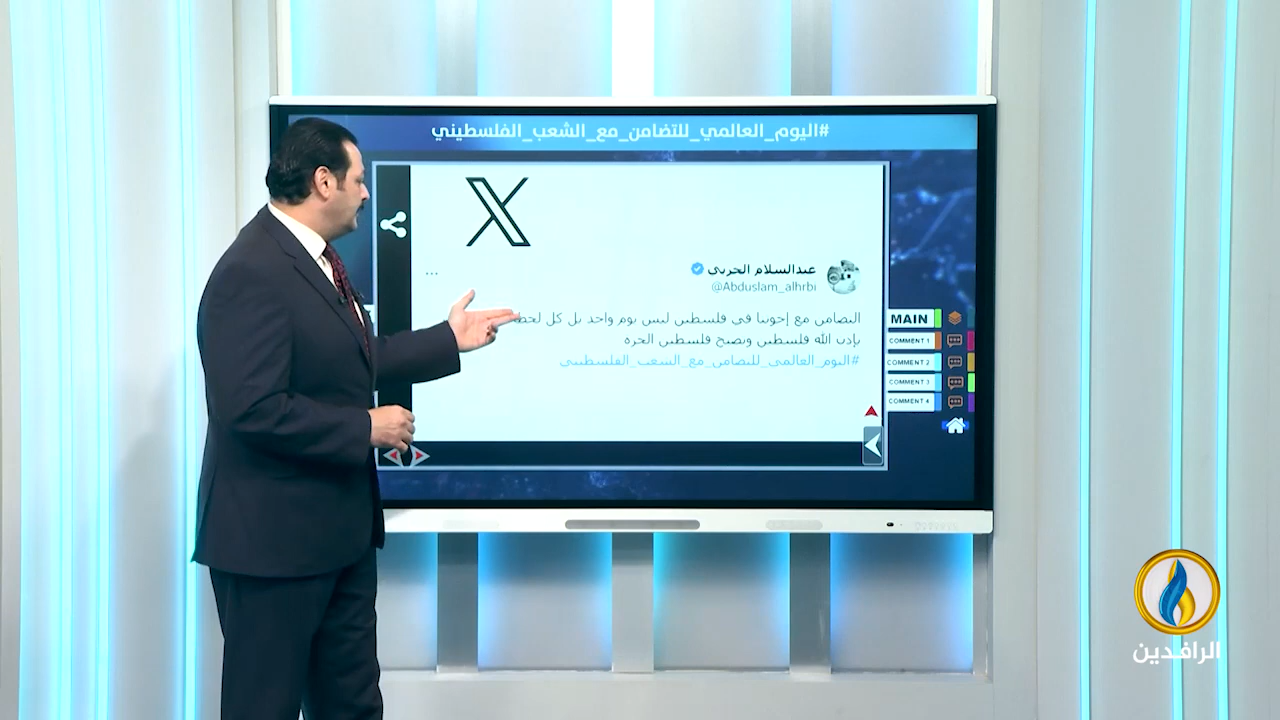 #اليوم_العالمي_للتضامن_مع_الشعب_الفلسطيني
X
عبدالسلام الحربي
...
@Abduslam_alhrbi
التضامن مع إخوتنا في فلسطين ليس يوم واحد بل كل لحظة
بإذن الله فلسطين وتصبح فلسطين الحرة
#اليوم_العالمي_للتضامن_مع_الشعب_الفلسطيني
MAIN
COMMENT 1
COMMENT 2
COMMENT 3
COMMENT 4
الرافدين